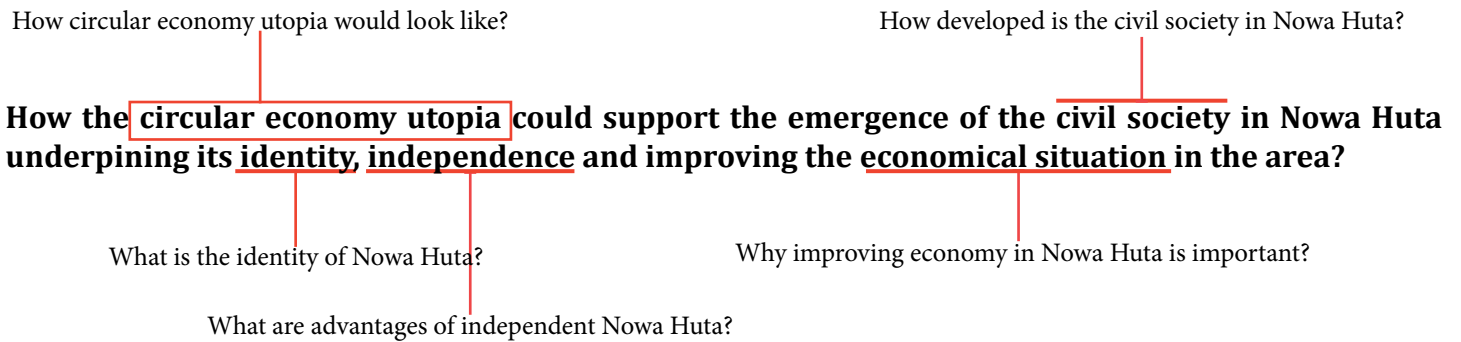 How circular economy utopia would look like?
How developed is the civil society in Nowa Huta?
How the circular economy utopia could support the emergence of the civil society in Nowa Huta
underpining its identity, independence and improving the economical situation in the area?
What is the identity of Nowa Huta?
Why improving economy in Nowa Huta is important?
What are advantages of independent Nowa Huta?